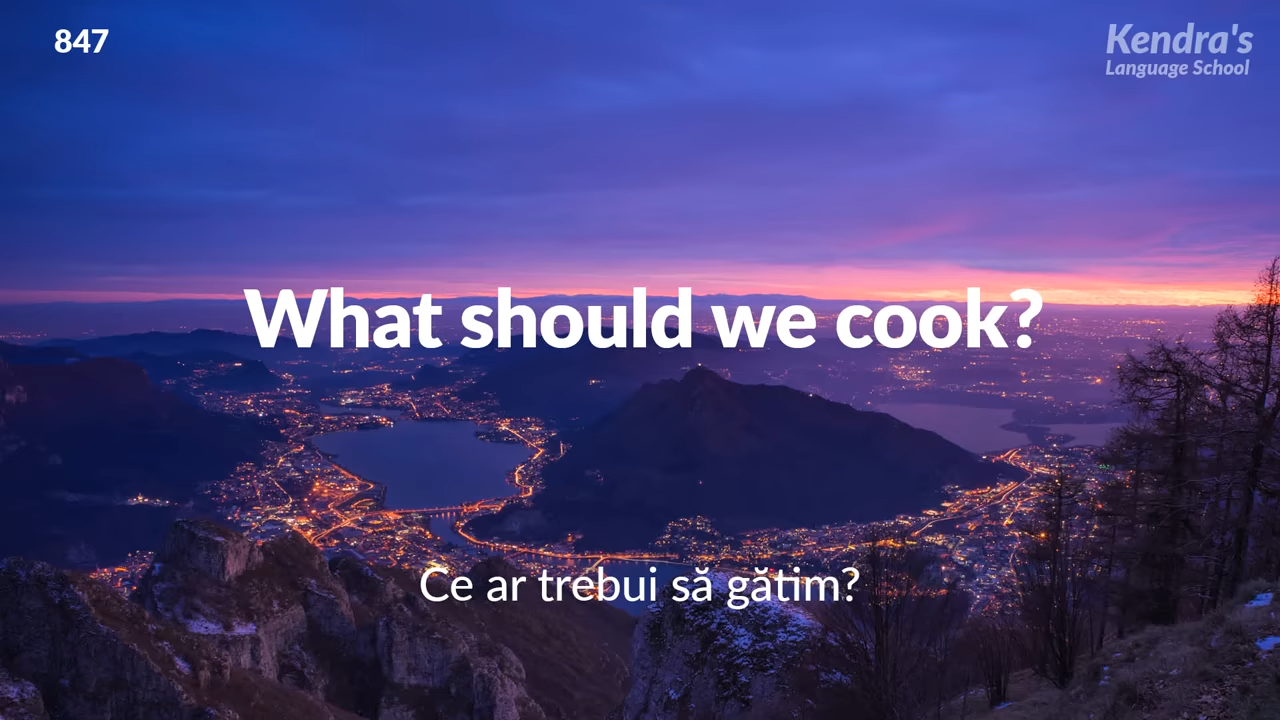 847
Kendra's
Language School
What should we cook?
Ce ar trebui să gătim?